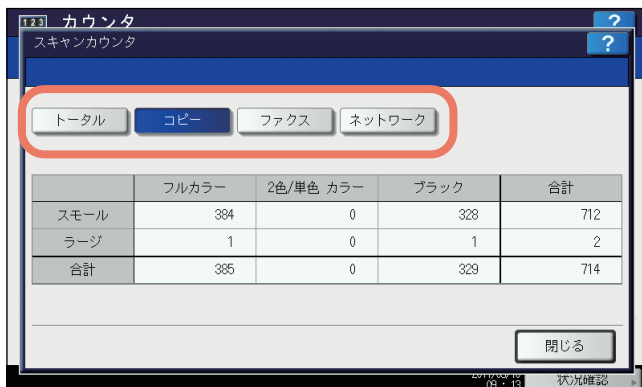 123 カウンタ ?
スキャンカウンタ ?
トータル コピー ファクス ネットワーク
フルカラー 2色/単色 カラー ブラック 合計
スモール 384 0 328 712
ラージ 1 0 1 2
合計 385 0 329 714
閉じる
09:13 状況確認